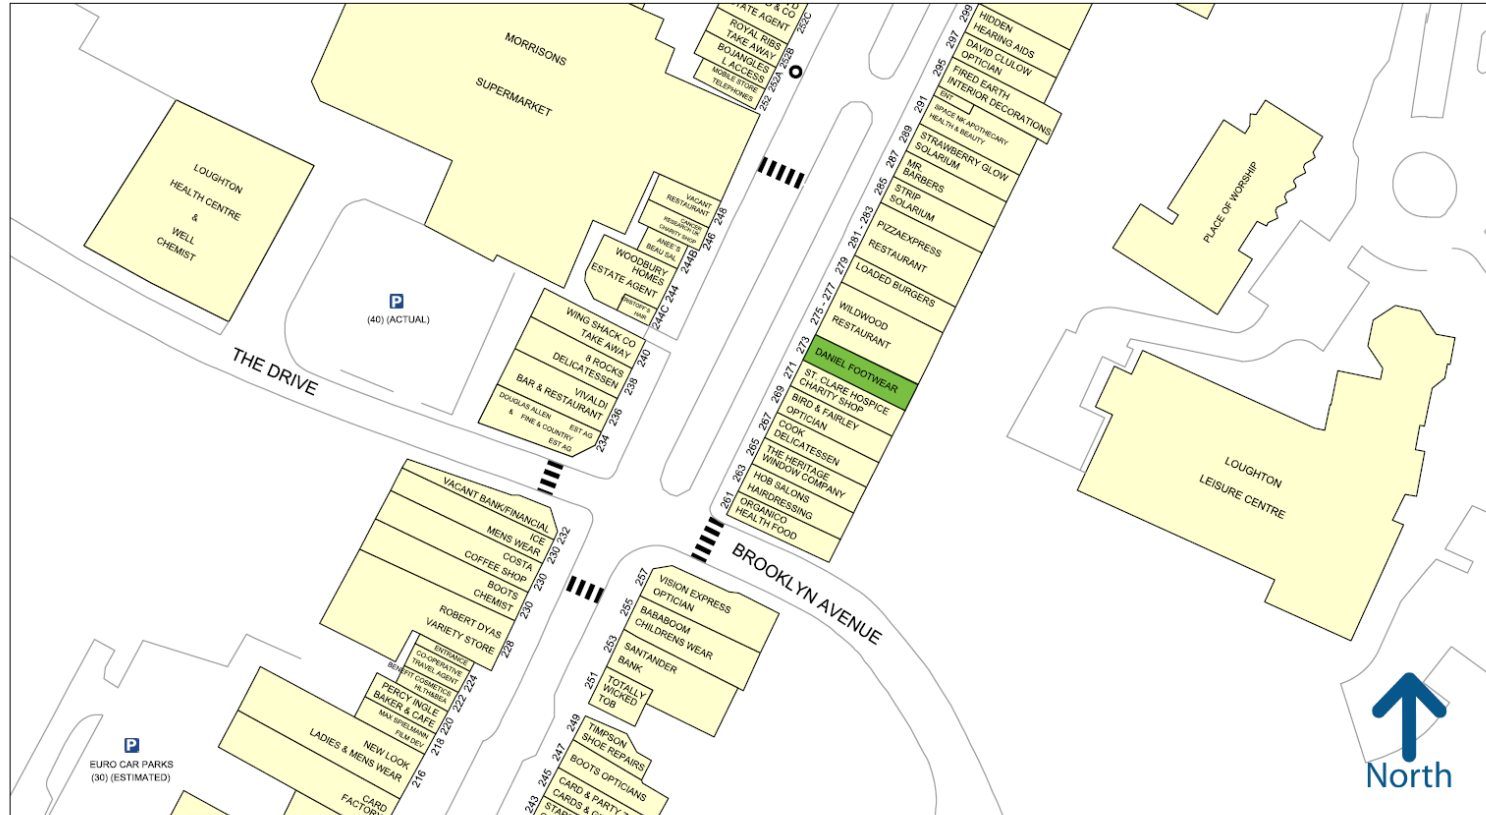 & CO
ESTATE AGENT
252C
ROYAL RIBS
TAKE AWAY
252B
BOJANGLES
L ACCESS
252A
MOBILE STORE
TELEPHONES
252
MORRISONS
SUPERMARKET
LOUGHTON
HEALTH CENTRE
&
WELL
CHEMIST
P
(40) (ACTUAL)
THE DRIVE
VACANT
RESTAURANT
248
CANCER
RESEARCH UK
CHARITY SHOP
246
ANEE'S
BEAU SAL
244B
WOODBURY
HOMES
ESTATE AGENT
244
HAIR
244C
WING SHACK CO
TAKE AWAY
240
8 ROCKS
DELICATESSEN
238
VIVALDI
BAR & RESTAURANT
236
DOUGLAS ALLEN EST AG
& FINE & COUNTRY
EST AG
234
299
HIDDEN
HEARING AIDS
297
DAVID CLULOW
OPTICIAN
295
FIRED EARTH
INTERIOR DECORATIONS
ENT
291
SPACE NK APOTHECARY
HEALTH & BEAUTY
289
STRAWBERRY GLOW
SOLARIUM
287
MR.
BARBERS
285
STRIP
SOLARIUM
281 - 283
PIZZAEXPRESS
RESTAURANT
279
LOADED BURGERS
275 - 277
WILDWOOD
RESTAURANT
273
DANIEL FOOTWEAR
271
ST. CLARE HOSPICE
CHARITY SHOP
269
BIRD & FAIRLEY
OPTICIAN
267
COOK
DELICATESSEN
265
THE HERITAGE
WINDOW COMPANY
263
HOB SALONS
HAIRDRESSING
261
ORGANICO
HEALTH FOOD
BROOKLYN AVENUE
PLACE OF WORSHIP
LOUGHTON
LEISURE CENTRE
VACANT BANK/FINANCIAL
232
ICE
MENS WEAR
230
COSTA
COFFEE SHOP
230
BOOTS
CHEMIST
230
ROBERT DYAS
VARIETY STORE
228
ENTRANCE
CO-OPERATIVE
TRAVEL AGENT
224
BENEFIT COSMETICS
HLTH&BEA
222
PERCY INGLE
BAKER & CAFE
220
MAX SPIELMANN
FILM DEV
218
NEW LOOK
LADIES & MENS WEAR
216
CARD
FACTORY
257
VISION EXPRESS
OPTICIAN
255
BABABOOM
CHILDRENS WEAR
253
SANTANDER
BANK
251
TOTALLY
WICKED
TOB
249
TIMPSON
SHOE REPAIRS
247
BOOTS OPTICIANS
245
CARD & PARTY
CARDS &
243
P
EURO CAR PARKS
(30) (ESTIMATED)
North